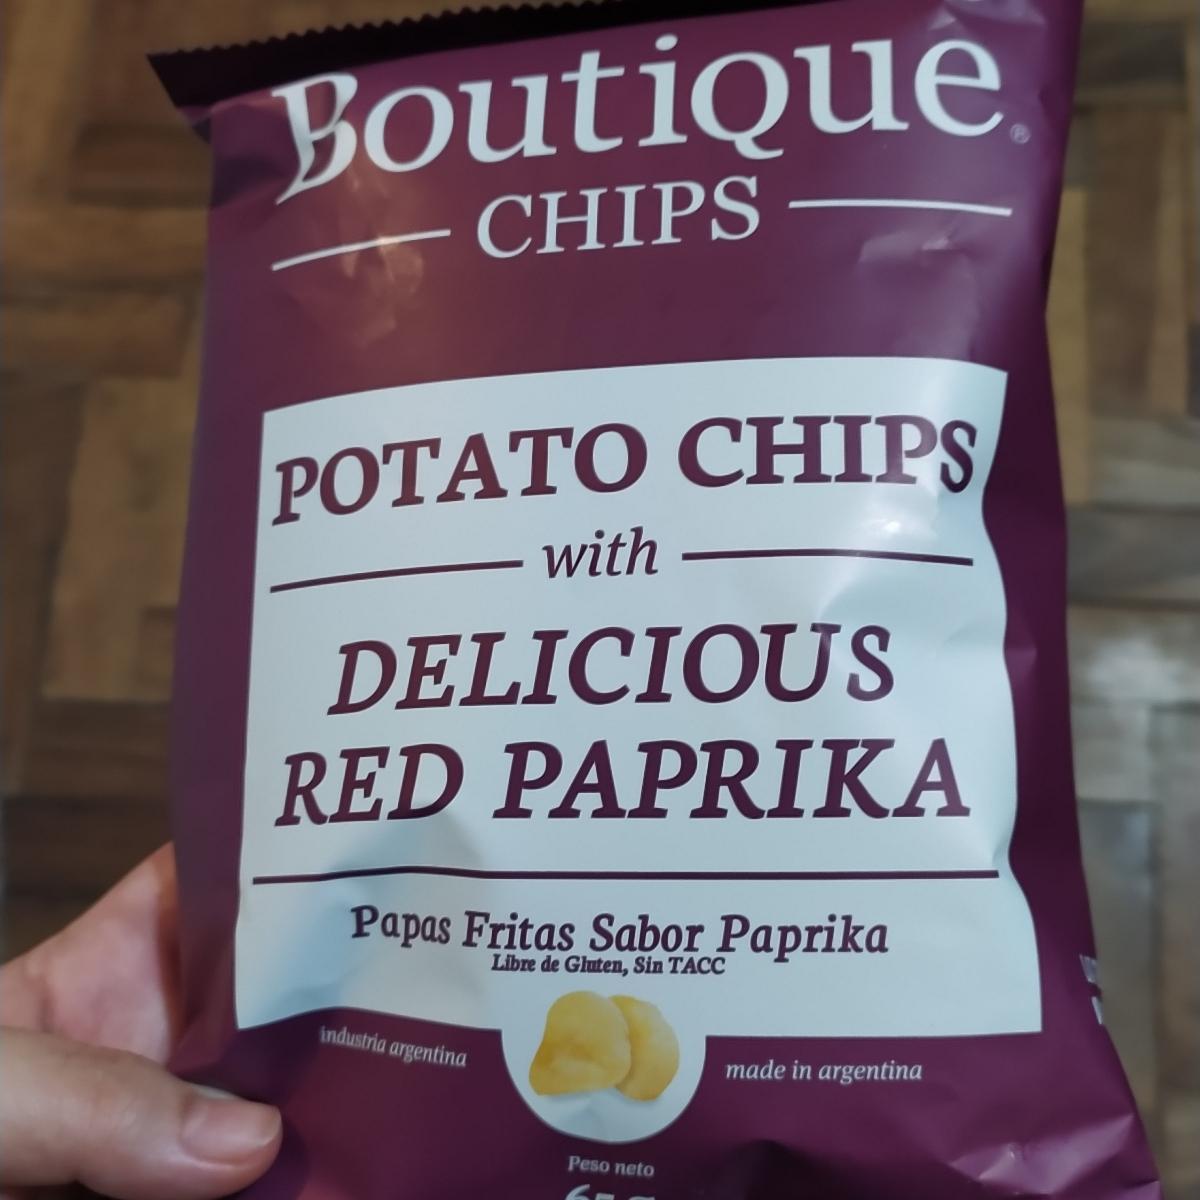 Boutique®
CHIPS
POTATO CHIPS
with
DELICIOUS
RED PAPRIKA
Papas Fritas Sabor Paprika
Libre de Gluten, Sin TACC
industria argentina
made in argentina
Peso neto